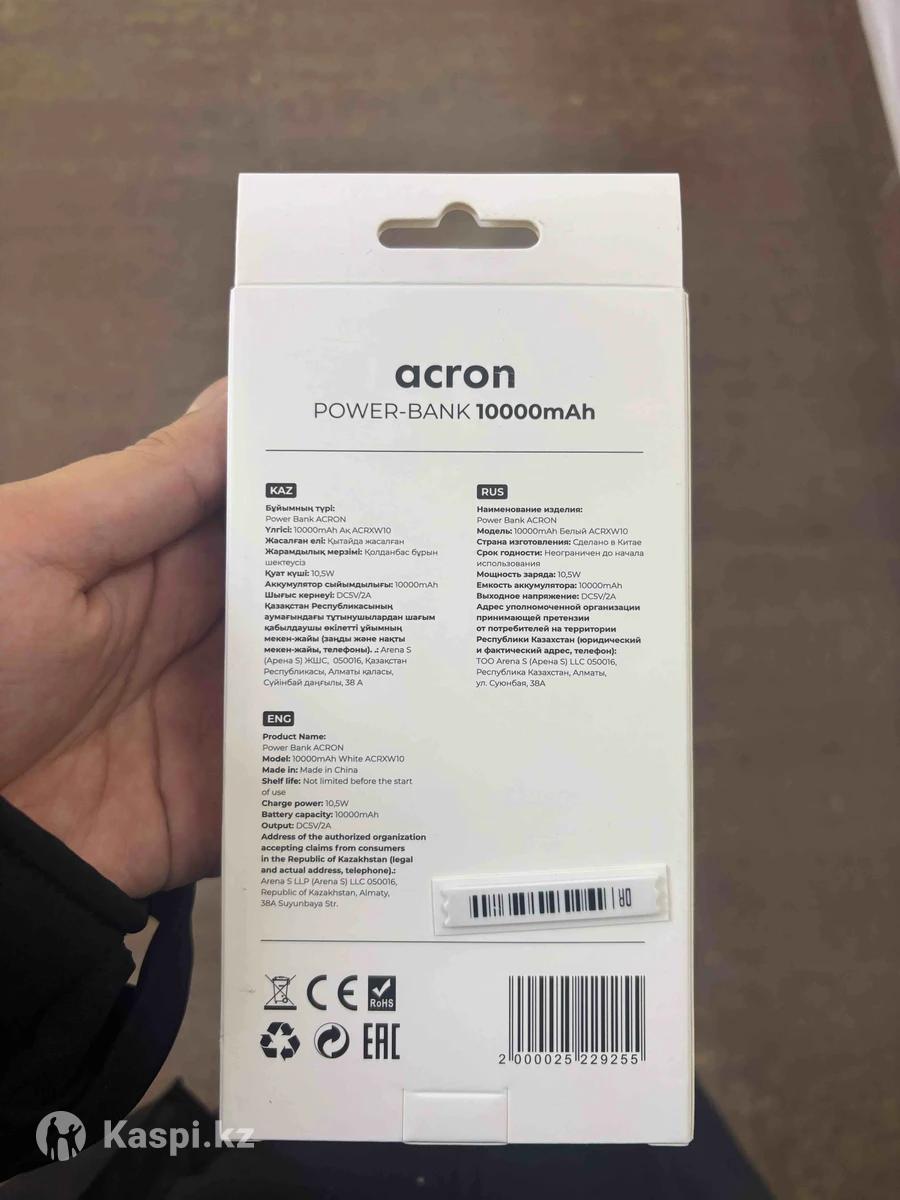 acron
POWER-BANK 10000mAh
KAZ
Бұйымның түрі:
Power Bank ACRON
Үлгісі: 10000mAh Ақ ACRXW10
Жасалған елі: Қытайда жасалған
Жарамдылық мерзімі: Қолданбас бұрын
шектеусіз
Қуат күші: 10,5W
Аккумулятор сыйымдылығы: 10000mAh
Шығыс кернеуі: DC5V/2A
Қазақстан Республикасының
аумағындағы тұтынушылардан шағым
қабылдаушы өкілетті ұйымның
мекен-жайы (заңды және нақты
мекен-жайы, телефоны). .: Arena S
(Арена S) ЖШС, 050016, Қазақстан
Республикасы, Алматы қаласы,
Сүйінбай даңғылы, 38 А
RUS
Наименование изделия:
Power Bank ACRON
Модель: 10000mAh Белый ACRXW10
Страна изготовления: Сделано в Китае
Срок годности: Неограничен до начала
использования
Мощность заряда: 10,5W
Емкость аккумулятора: 10000mAh
Выходное напряжение: DC5V/2A
Адрес уполномоченной организации
принимающей претензии
от потребителей на территории
Республики Казахстан (юридический
и фактический адрес, телефон):
ТОО Arena S (Арена S) LLC 050016,
Республика Казахстан, Алматы,
ул. Суюнбая, 38А
ENG
Product Name:
Power Bank ACRON
Model: 10000mAh White ACRXW10
Made in: Made in China
Shelf life: Not limited before the start
of use
Charge power: 10,5W
Battery capacity: 10000mAh
Output: DC5V/2A
Address of the authorized organization
accepting claims from consumers
in the Republic of Kazakhstan (legal
and actual address, telephone).:
Arena S LLP (Arena S) LLC 050016,
Republic of Kazakhstan, Almaty,
38A Suyunbaya Str.
DR
CE
RoHS
EAC
2 000025 229255
Kaspi.kz